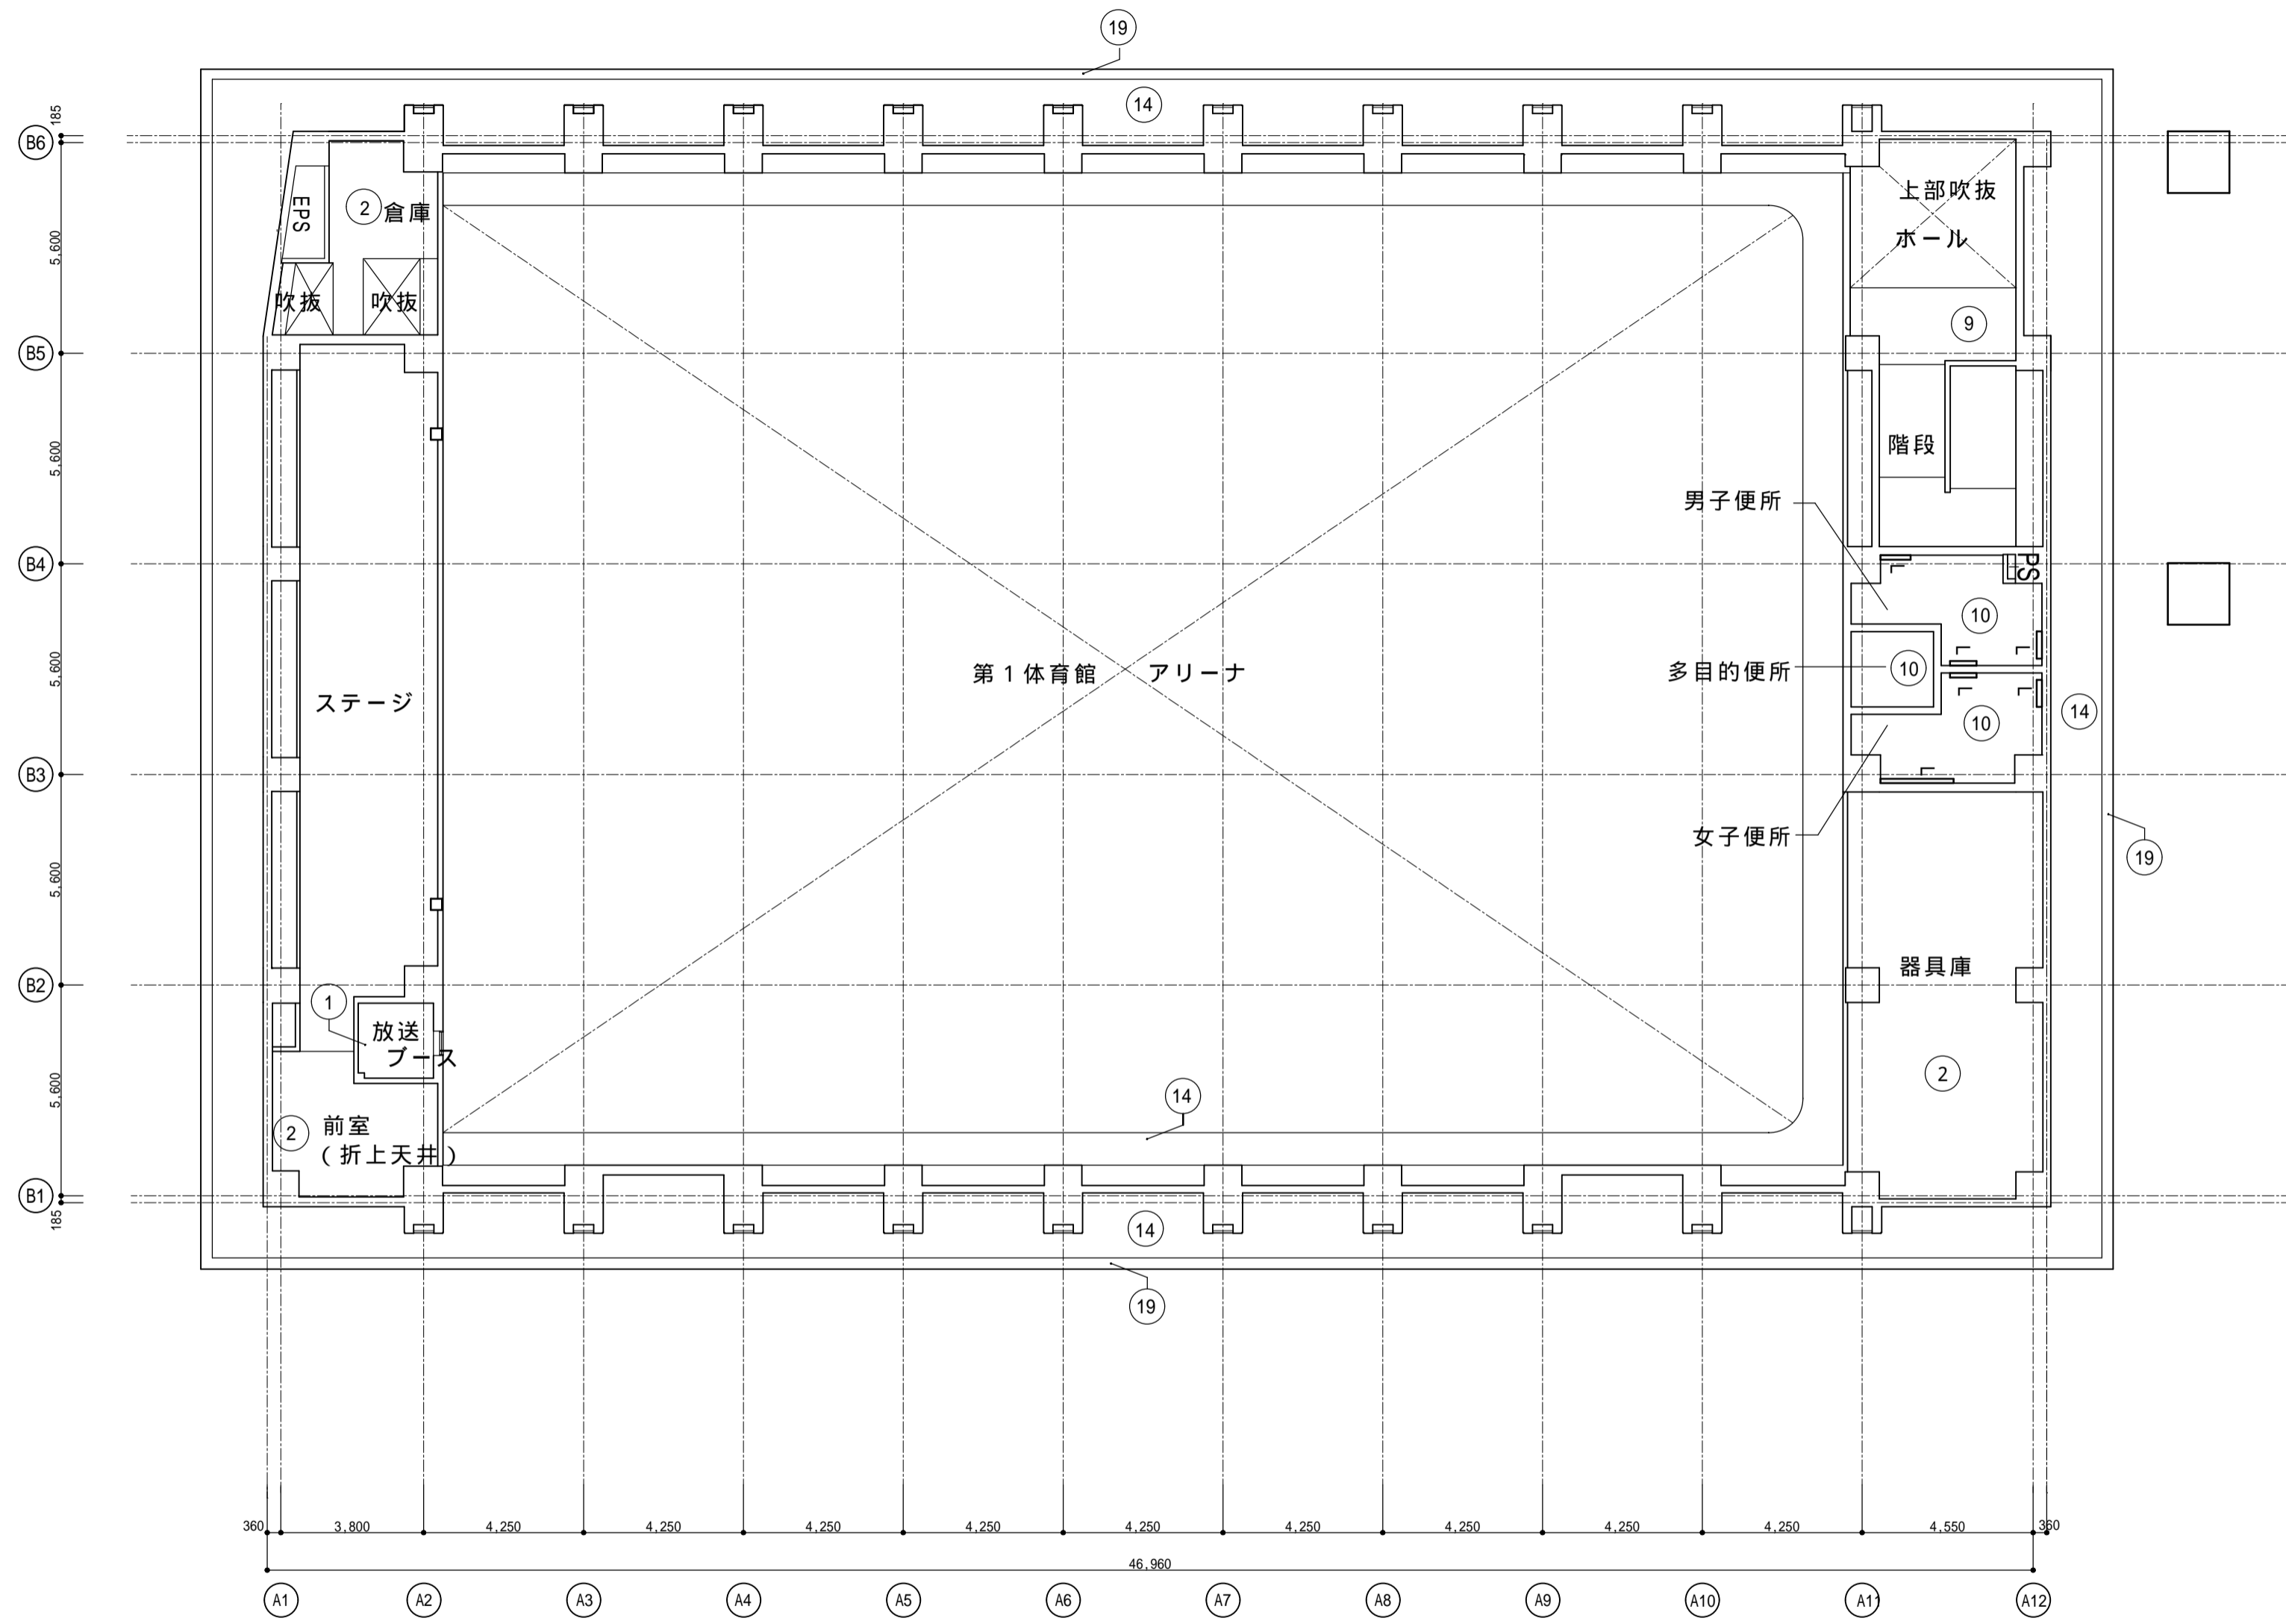 19
14
185
B6
EPS
2 倉庫
上部吹抜
ホール
5,600
吹抜
吹抜
9
B5
5,600
階段
男子便所
B4
PS
10
5,600
ステージ
第1体育館 アリーナ
多目的便所
10
10
14
B3
女子便所
19
5,600
器具庫
B2
1
放送
ブース
2
5,600
14
2
前室
(折上天井)
B1
185
14
19
360
3,800
4,250
4,250
4,250
4,250
4,250
4,250
4,250
4,250
4,250
4,550
360
46,960
A1
A2
A3
A4
A5
A6
A7
A8
A9
A10
A11
A12